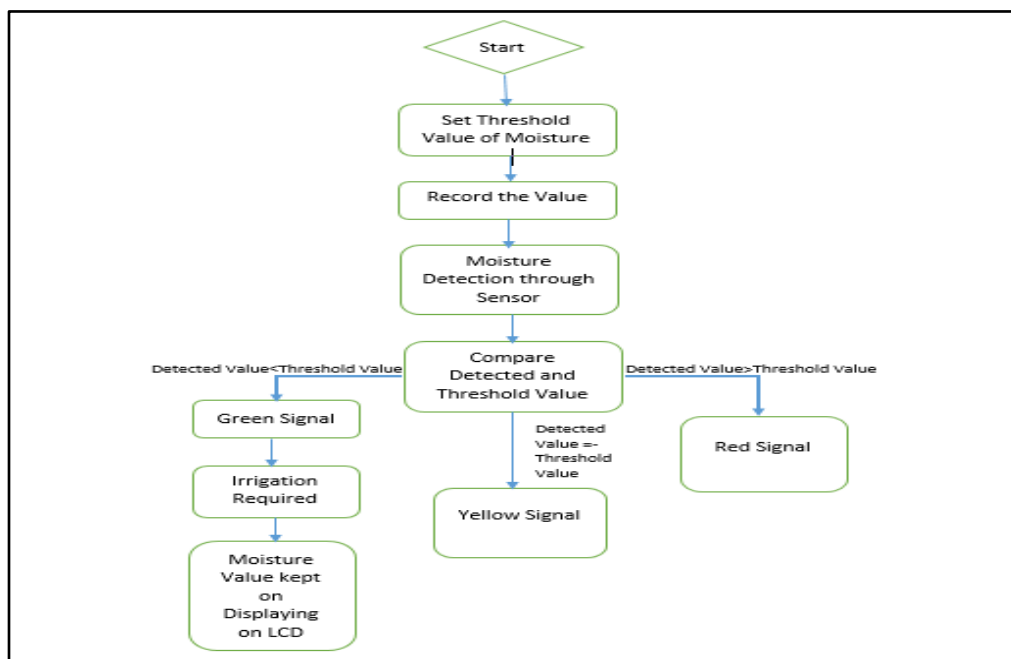 Start
Set Threshold
Value of Moisture
Record the Value
Moisture
Detection through
Sensor
Compare
Detected and
Threshold Value
Detected Value<Threshold Value
Detected Value>Threshold Value
Green Signal
Detected
Value =-
Threshold
Value
Red Signal
Irrigation
Required
Yellow Signal
Moisture
Value kept
on
Displaying
on LCD